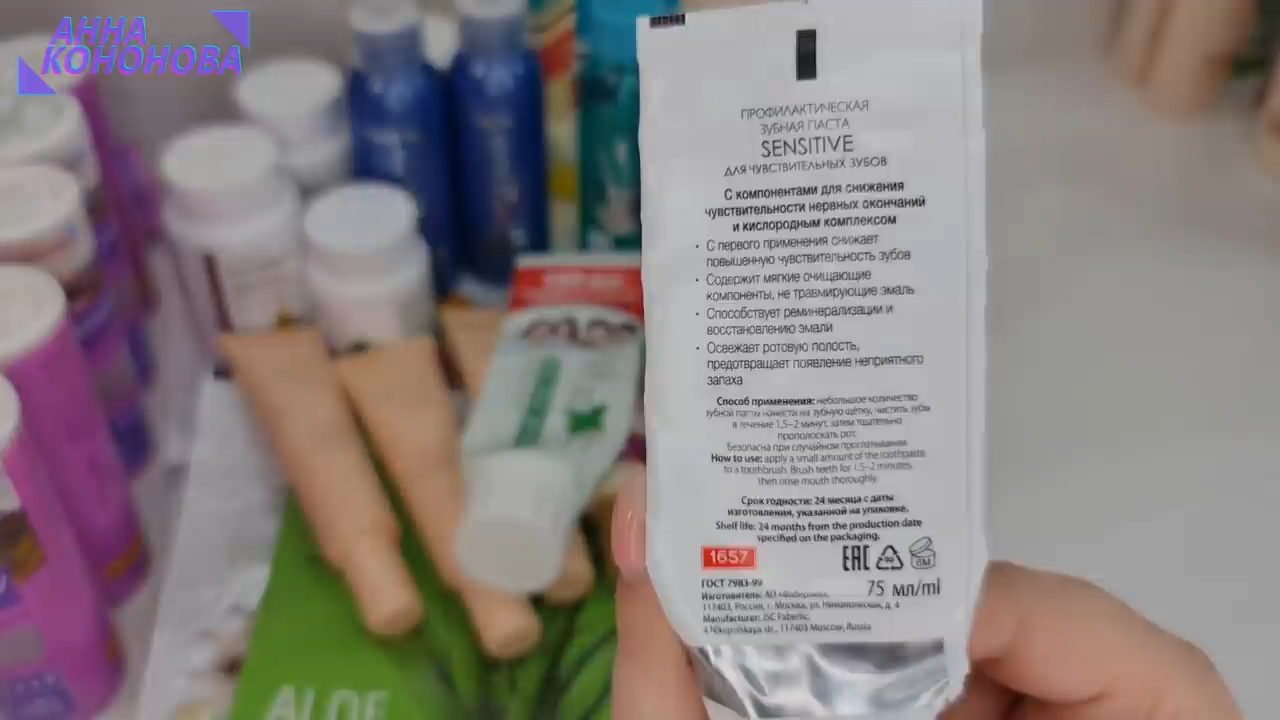 АННА
КОНОНОВА
ПРОФИЛАКТИЧЕСКАЯ
ЗУБНАЯ ПАСТА
SENSITIVE
ДЛЯ ЧУВСТВИТЕЛЬНЫХ ЗУБОВ
С компонентами для снижения
чувствительности нервных окончаний
и кислородным комплексом
• С первого применения снижает
повышенную чувствительность зубов
• Содержит мягкие очищающие
компоненты, не травмирующие эмаль
• Способствует реминерализации и
восстановлению эмали
• Освежает ротовую полость,
предотвращает появление неприятного
запаха
Способ применения: небольшое количество
зубной пасты нанести на зубную щётку, чистить зубы
в течение 1,5–2 минут, затем тщательно
прополоскать рот.
Безопасна при случайном проглатывании.
How to use: apply a small amount of the toothpaste
to a toothbrush. Brush teeth for 1.5–2 minutes,
then rinse mouth thoroughly.
Срок годности: 24 месяца с даты
изготовления, указанной на упаковке.
Shelf life: 24 months from the production date
specified on the packaging.
1657
ЕАС
6М
ГОСТ 7983-99
75 мл/ml
Изготовитель: АО «Фаберлик»,
117403, Россия, г. Москва, ул. Никопольская, д. 4
Manufacturer: JSC Faberlic,
4 Nikopolskaya str., 117403 Moscow, Russia
ALOE